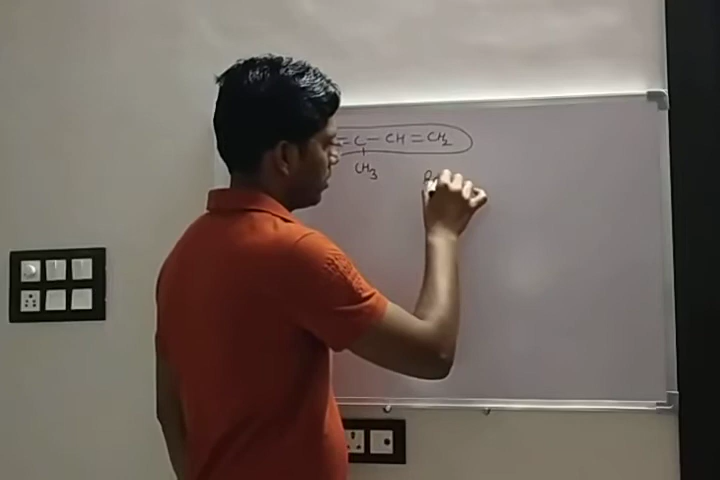 = C — CH = CH₂
CH₃